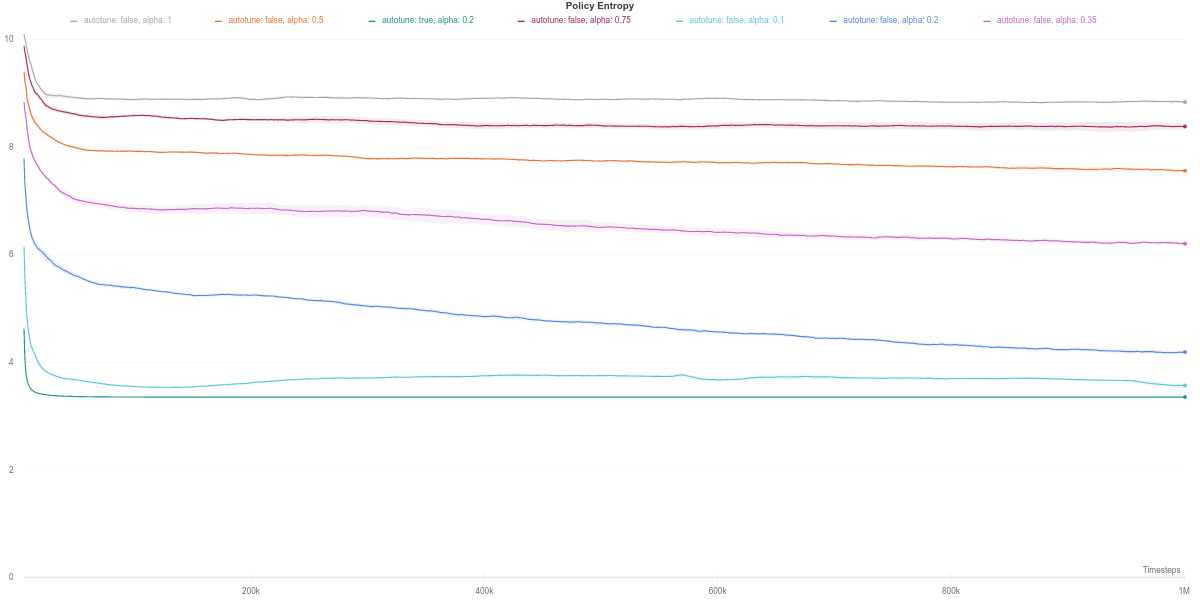 Policy Entropy
autotune: false, alpha: 1 autotune: false, alpha: 0.5 autotune: true, alpha: 0.2 autotune: false, alpha: 0.75 autotune: false, alpha: 0.1 autotune: false, alpha: 0.2 autotune: false, alpha: 0.35
10
8
6
4
2
Timesteps
0
200k 400k 600k 800k 1M